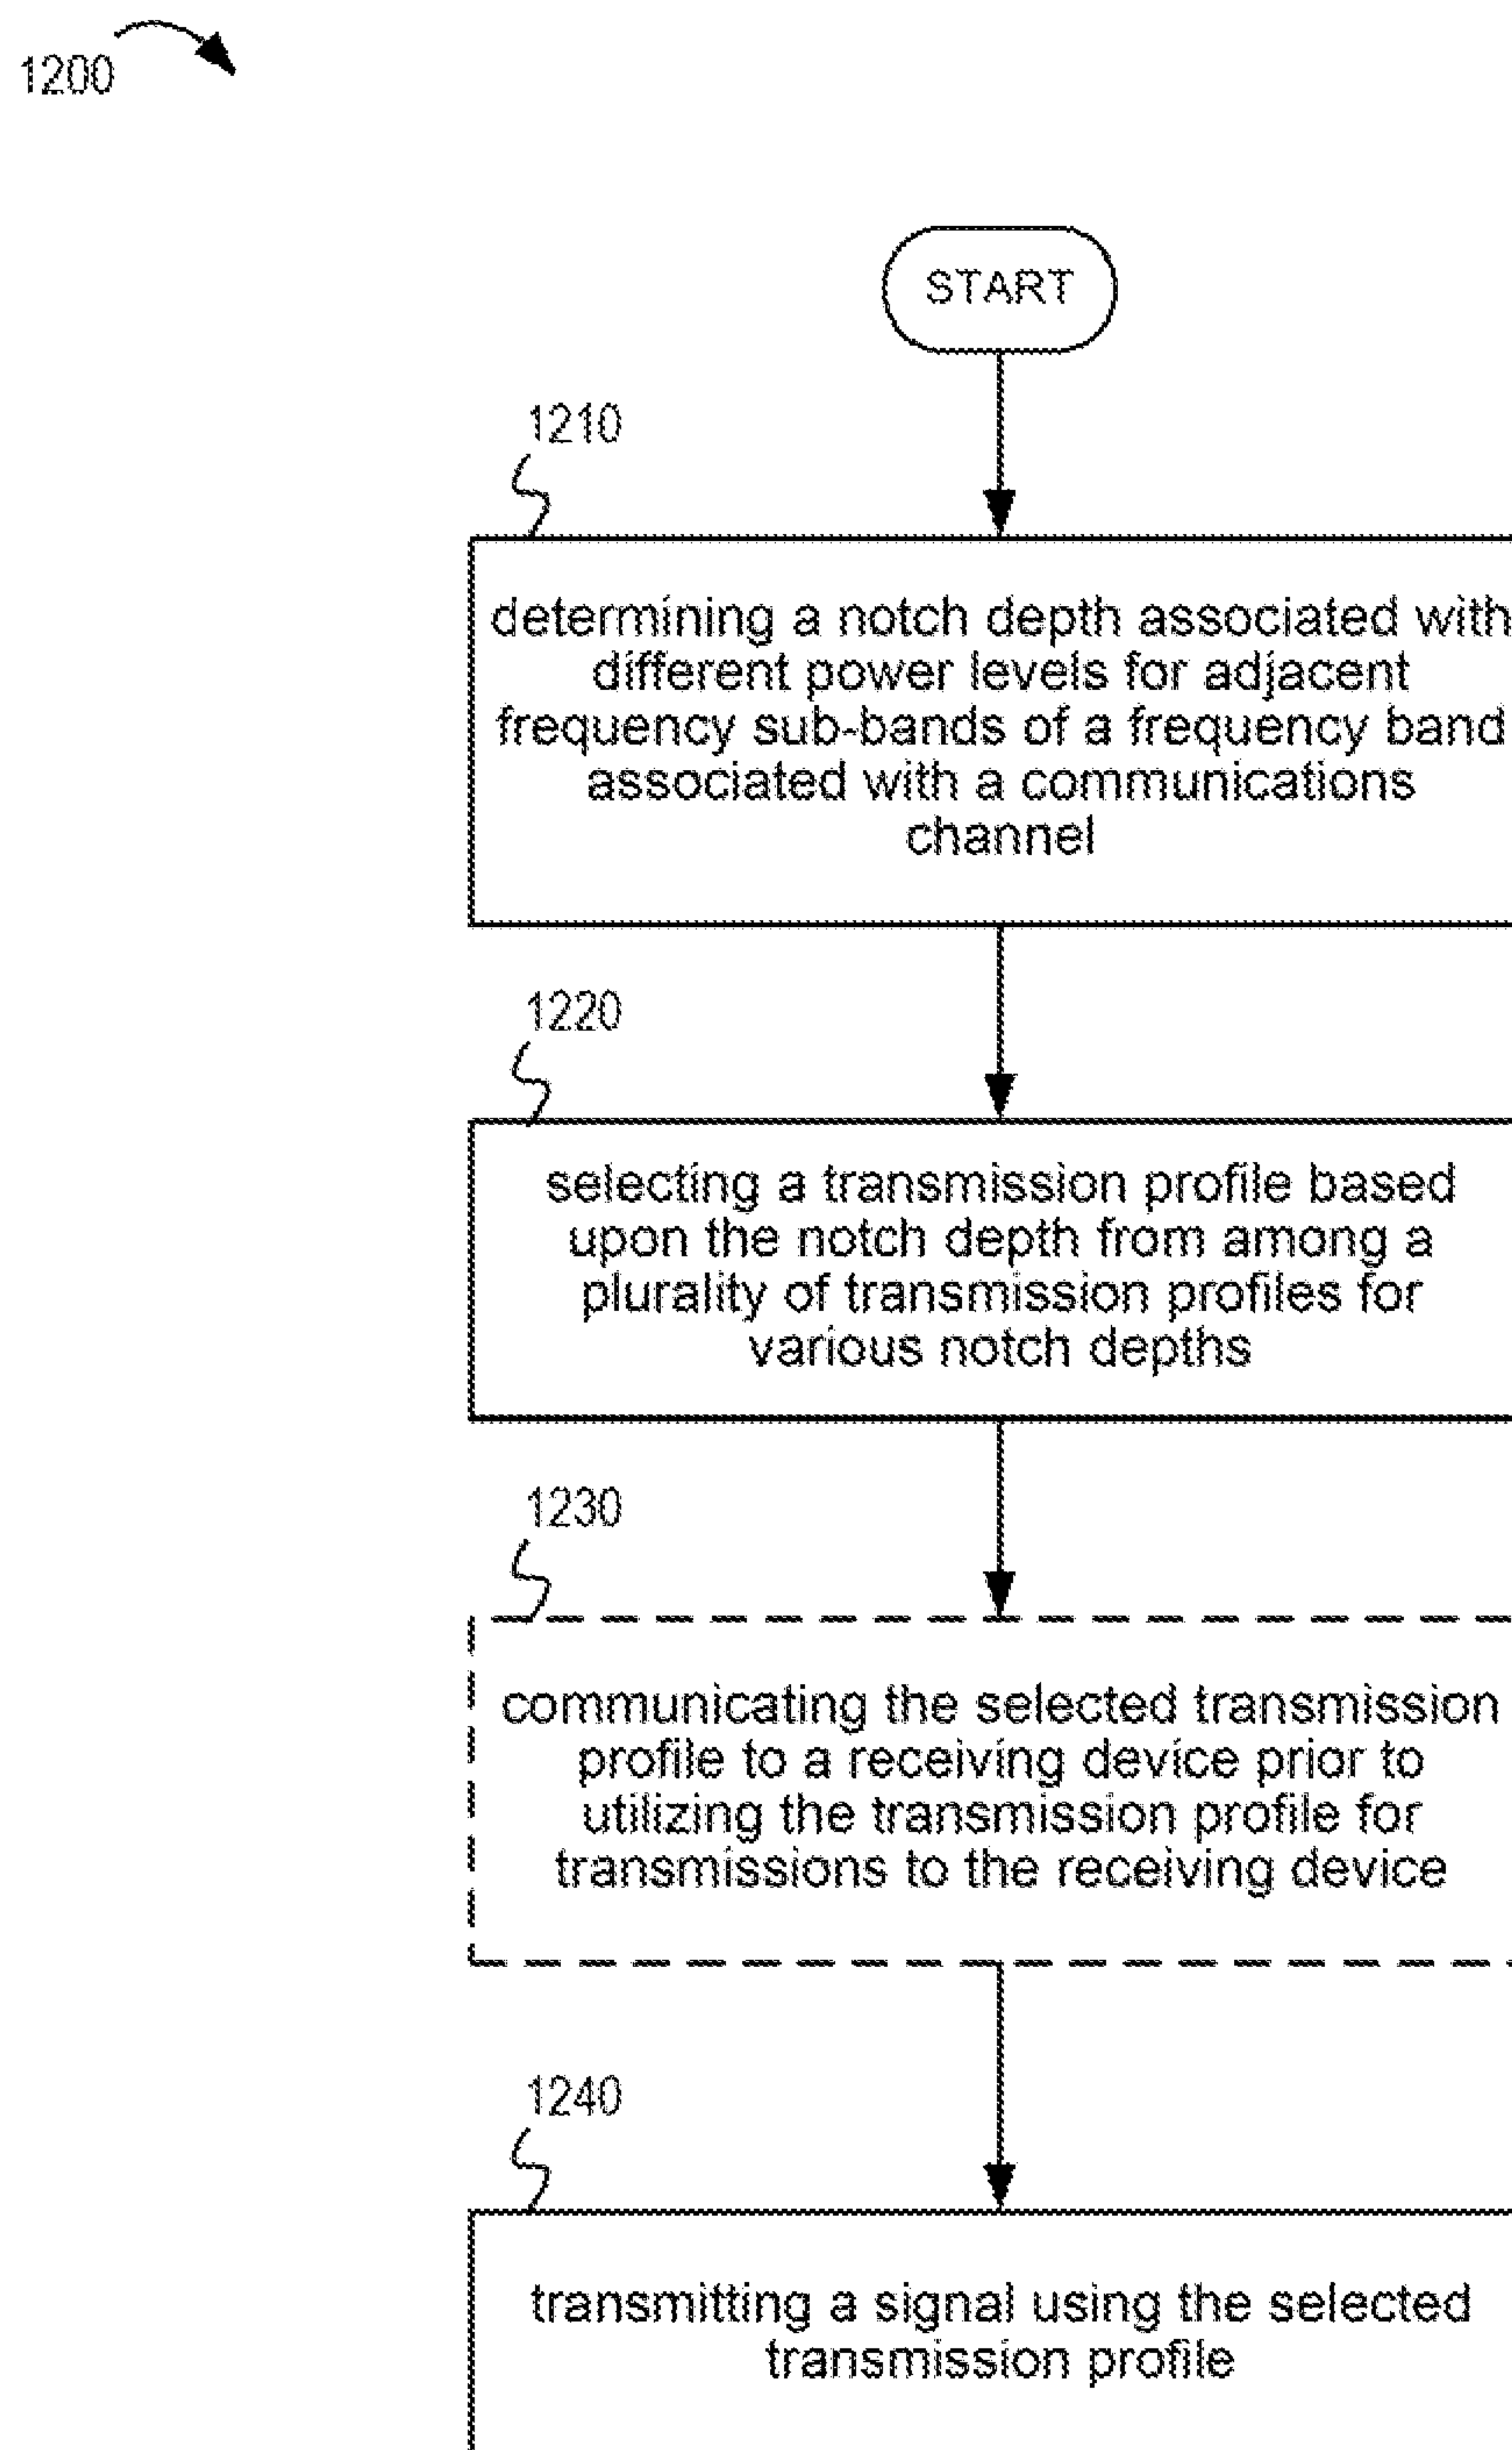 1200
START
1210
determining a notch depth associated with
different power levels for adjacent
frequency sub-bands of a frequency band
associated with a communications
channel
1220
selecting a transmission profile based
upon the notch depth from among a
plurality of transmission profiles for
various notch depths
1230
communicating the selected transmission
profile to a receiving device prior to
utilizing the transmission profile for
transmissions to the receiving device
1240
transmitting a signal using the selected
transmission profile